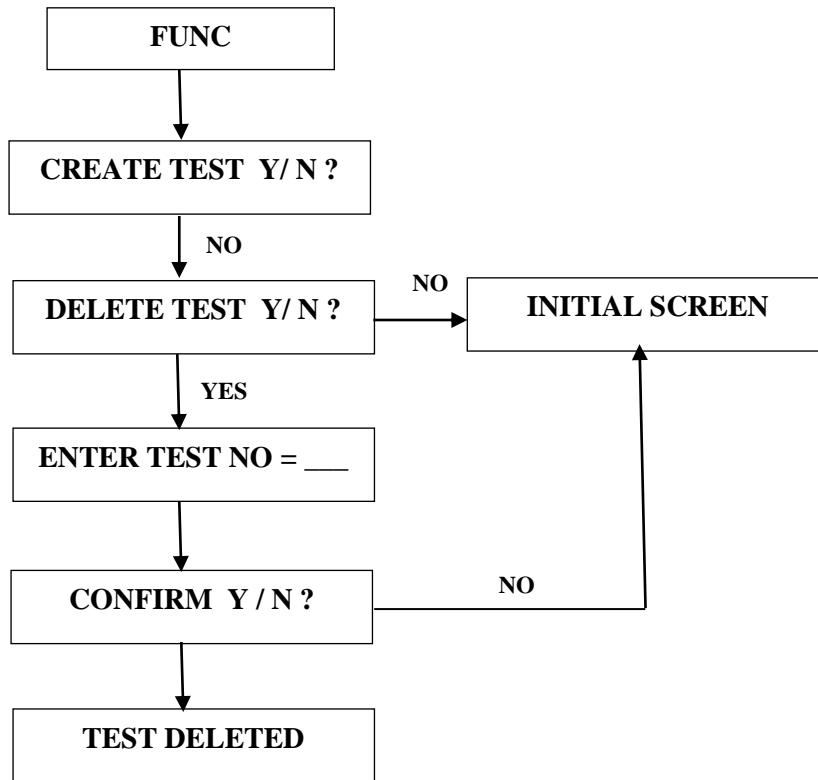 FUNC
CREATE TEST Y/ N ?
NO
DELETE TEST Y/ N ?
NO
INITIAL SCREEN
YES
ENTER TEST NO = ___
CONFIRM Y / N ?
NO
TEST DELETED